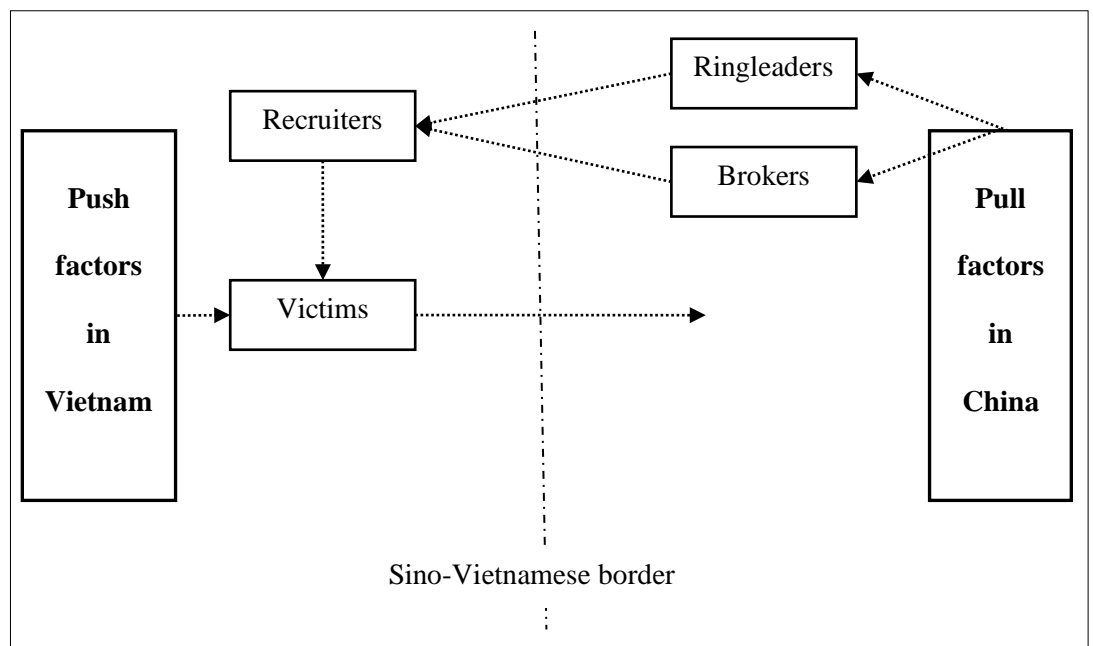 Ringleaders
Recruiters
Brokers
Push
factors
in
Vietnam
Victims
Pull
factors
in
China
Sino-Vietnamese border